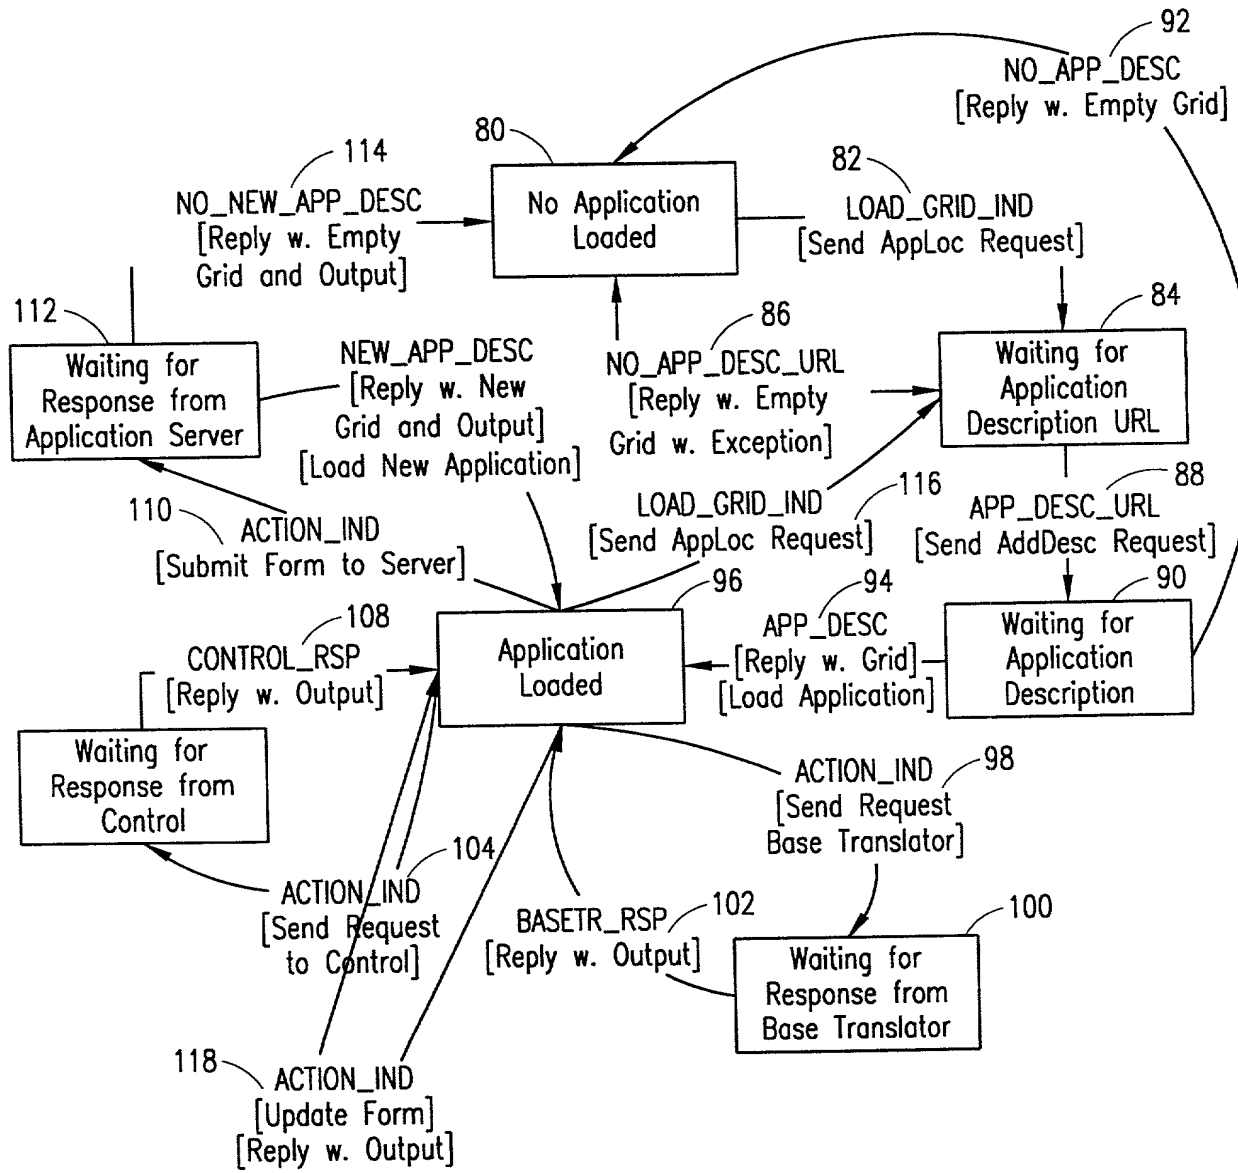 92
NO_APP_DESC
[Reply w. Empty Grid]
80
No Application
Loaded
82
LOAD_GRID_IND
[Send AppLoc Request]
114
NO_NEW_APP_DESC
[Reply w. Empty
Grid and Output]
112
Waiting for
Response from
Application Server
NEW_APP_DESC
[Reply w. New
Grid and Output]
[Load New Application]
86
NO_APP_DESC_URL
[Reply w. Empty
Grid w. Exception]
84
Waiting for
Application
Description URL
110
ACTION_IND
[Submit Form to Server]
LOAD_GRID_IND
[Send AppLoc Request]
116
88
APP_DESC_URL
[Send AddDesc Request]
96
Application
Loaded
94
APP_DESC
[Reply w. Grid]
[Load Application]
90
Waiting for
Application
Description
108
CONTROL_RSP
[Reply w. Output]
Waiting for
Response from
Control
104
ACTION_IND
[Send Request
to Control]
98
ACTION_IND
[Send Request
Base Translator]
102
BASETR_RSP
[Reply w. Output]
100
Waiting for
Response from
Base Translator
118
ACTION_IND
[Update Form]
[Reply w. Output]